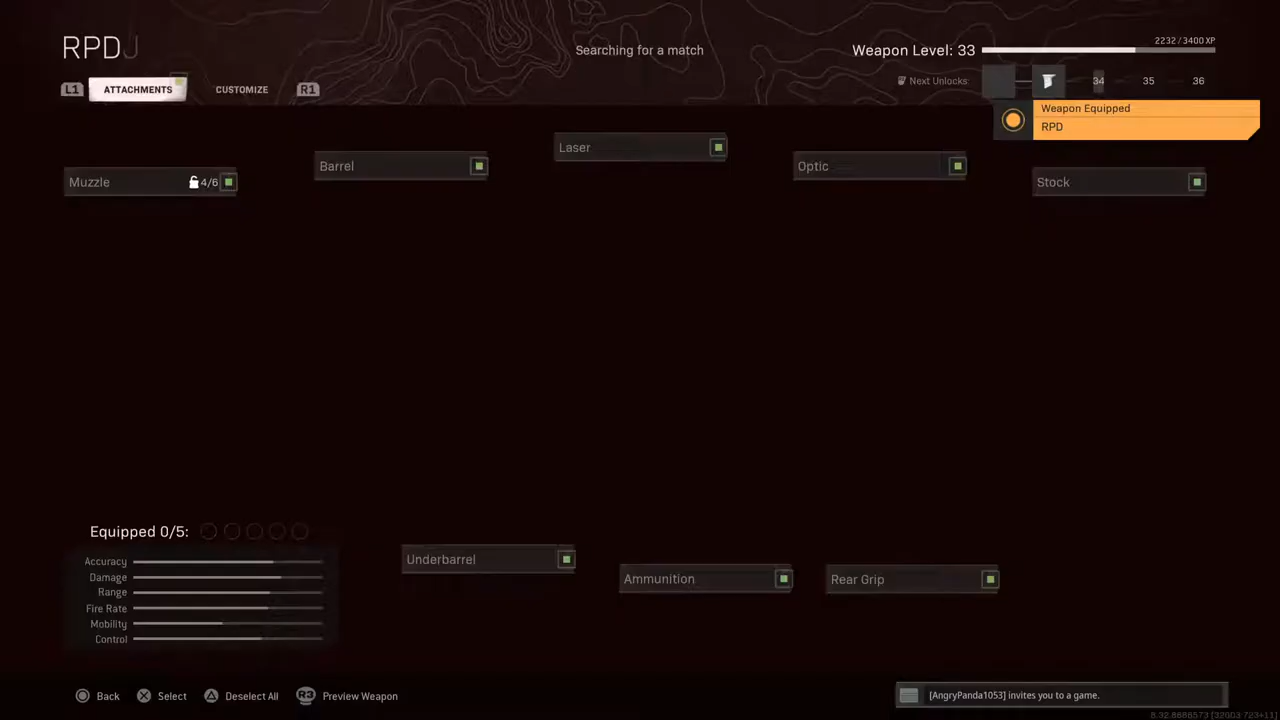 RPD
Searching for a match
Weapon Level: 33
2232 / 3400 XP
L1
ATTACHMENTS
CUSTOMIZE
R1
Next Unlocks:
34
35
36
Weapon Equipped
RPD
Muzzle
4/6
Barrel
Laser
Optic
Stock
Equipped 0/5:
Accuracy
Damage
Range
Fire Rate
Mobility
Control
Underbarrel
Ammunition
Rear Grip
Back
Select
Deselect All
R3
Preview Weapon
[AngryPanda1053] invites you to a game.